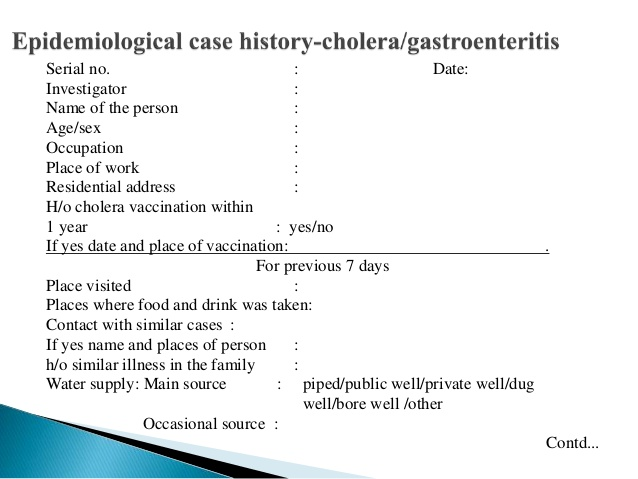 Epidemiological case history-cholera/gastroenteritis
Serial no. : Date:
Investigator :
Name of the person :
Age/sex :
Occupation :
Place of work :
Residential address :
H/o cholera vaccination within
1 year : yes/no
If yes date and place of vaccination: .
For previous 7 days
Place visited :
Places where food and drink was taken:
Contact with similar cases :
If yes name and places of person :
h/o similar illness in the family :
Water supply: Main source : piped/public well/private well/dug
well/bore well /other
Occasional source :
Contd...